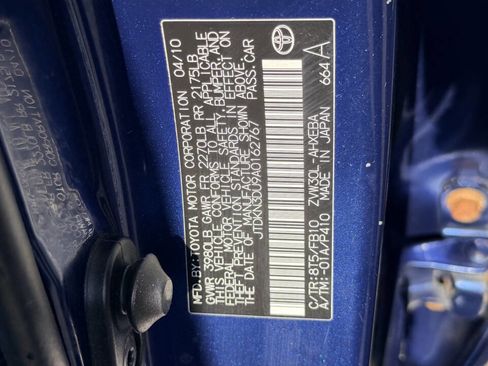 MFD. BY: TOYOTA MOTOR CORPORATION 04/10
GVWR 3980LB GAWR FR 2270LB RR 2175LB
THIS VEHICLE CONFORMS TO ALL APPLICABLE
FEDERAL MOTOR VEHICLE SAFETY, BUMPER, AND
THEFT PREVENTION STANDARDS IN EFFECT ON
THE DATE OF MANUFACTURE SHOWN ABOVE.
JTDKN3DU9A0162767 PASS. CAR
C/TR: 8T5/FB10 ZVW30L-AHXEBA
A/TM: -01A/P410 MADE IN JAPAN 664 A
TOYOTA